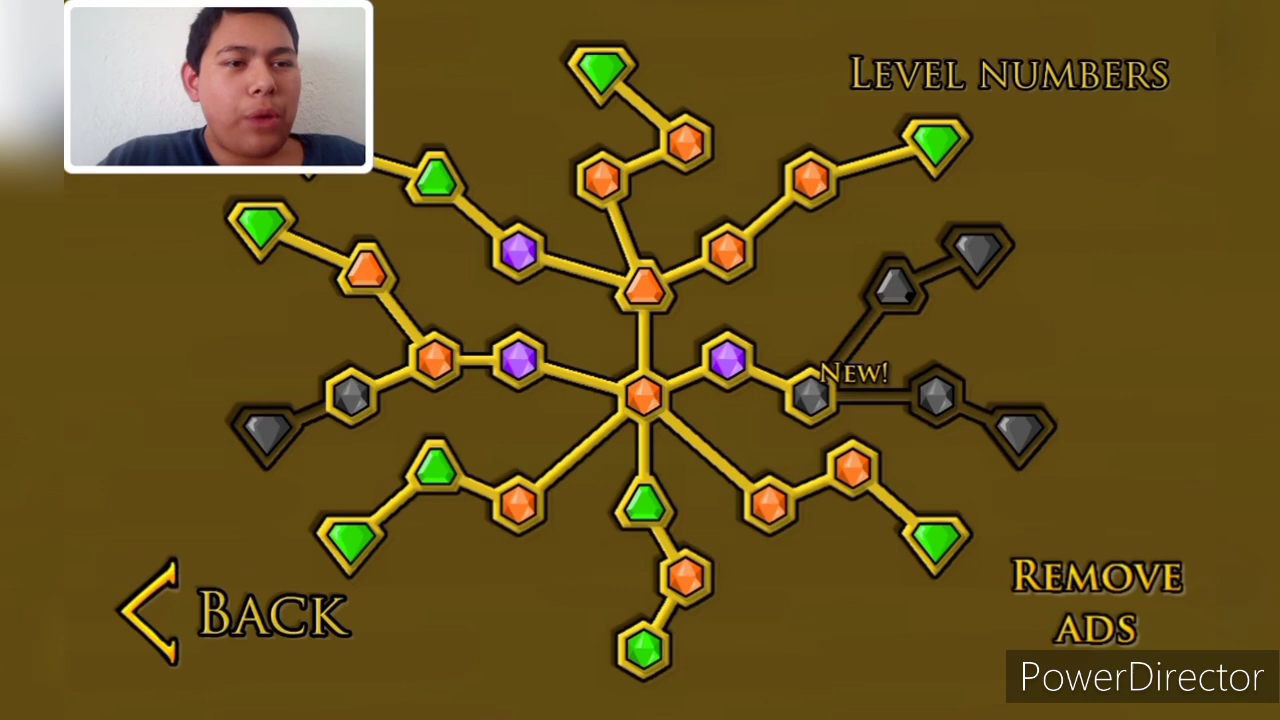 LEVEL NUMBERS
NEW!
BACK
REMOVE
ADS
PowerDirector